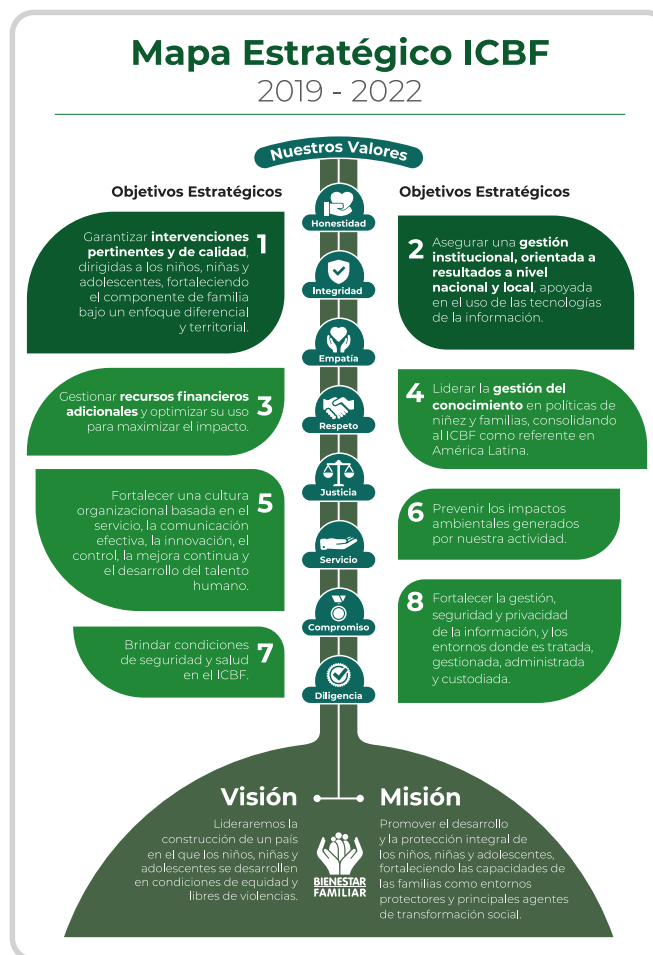 Mapa Estratégico ICBF
2019 - 2022
Nuestros Valores
Objetivos Estratégicos
Objetivos Estratégicos
Honestidad
Integridad
Empatía
Respeto
Justicia
Servicio
Compromiso
Diligencia
1
Garantizar intervenciones
pertinentes y de calidad,
dirigidas a los niños, niñas y
adolescentes, fortaleciendo
el componente de familia
bajo un enfoque diferencial
y territorial.
2
Asegurar una gestión
institucional, orientada a
resultados a nivel
nacional y local, apoyada
en el uso de las tecnologías
de la información.
3
Gestionar recursos financieros
adicionales y optimizar su uso
para maximizar el impacto.
4
Liderar la gestión del
conocimiento en políticas de
niñez y familias, consolidando
al ICBF como referente en
América Latina.
5
Fortalecer una cultura
organizacional basada en el
servicio, la comunicación
efectiva, la innovación, el
control, la mejora continua y
el desarrollo del talento
humano.
6
Prevenir los impactos
ambientales generados
por nuestra actividad.
7
Brindar condiciones
de seguridad y salud
en el ICBF.
8
Fortalecer la gestión,
seguridad y privacidad
de la información, y los
entornos donde es tratada,
gestionada, administrada
y custodiada.
Visión
Lideraremos la
construcción de un país
en el que los niños, niñas y
adolescentes se desarrollen
en condiciones de equidad y
libres de violencias.
BIENESTAR
FAMILIAR
Misión
Promover el desarrollo
y la protección integral de
los niños, niñas y adolescentes,
fortaleciendo las capacidades de
las familias como entornos
protectores y principales agentes
de transformación social.